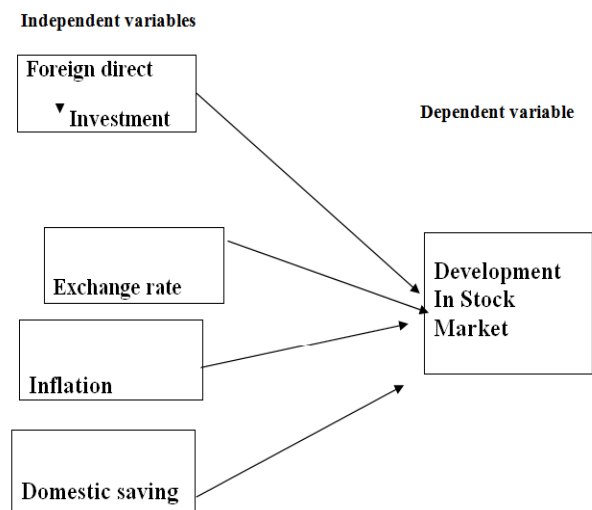 Independent variables
Foreign direct
Investment
Dependent variable
Exchange rate
Development
In Stock
Market
Inflation
Domestic saving